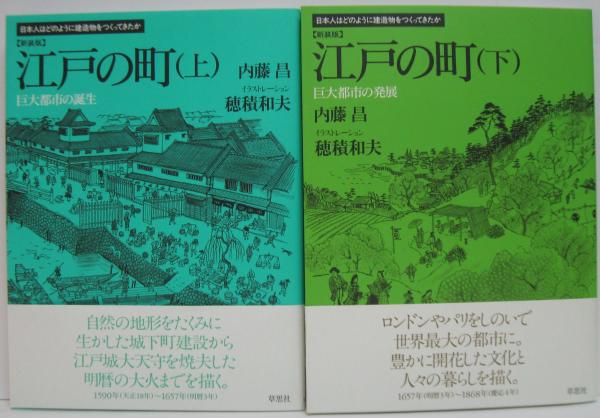 日本人はどのように建造物をつくってきたか
【新装版】
江戸の町(上)
巨大都市の誕生
内藤 昌
イラストレーション
穂積和夫
自然の地形をたくみに
生かした城下町建設から
江戸城大天守を焼失した
明暦の大火までを描く。
1590年(天正18年)〜1657年(明暦3年)
草思社
日本人はどのように建造物をつくってきたか
【新装版】
江戸の町(下)
巨大都市の発展
内藤 昌
イラストレーション
穂積和夫
ロンドンやパリをしのいで
世界最大の都市に。
豊かに開花した文化と
人々の暮らしを描く。
1657年(明暦3年)〜1868年(慶応4年)
草思社